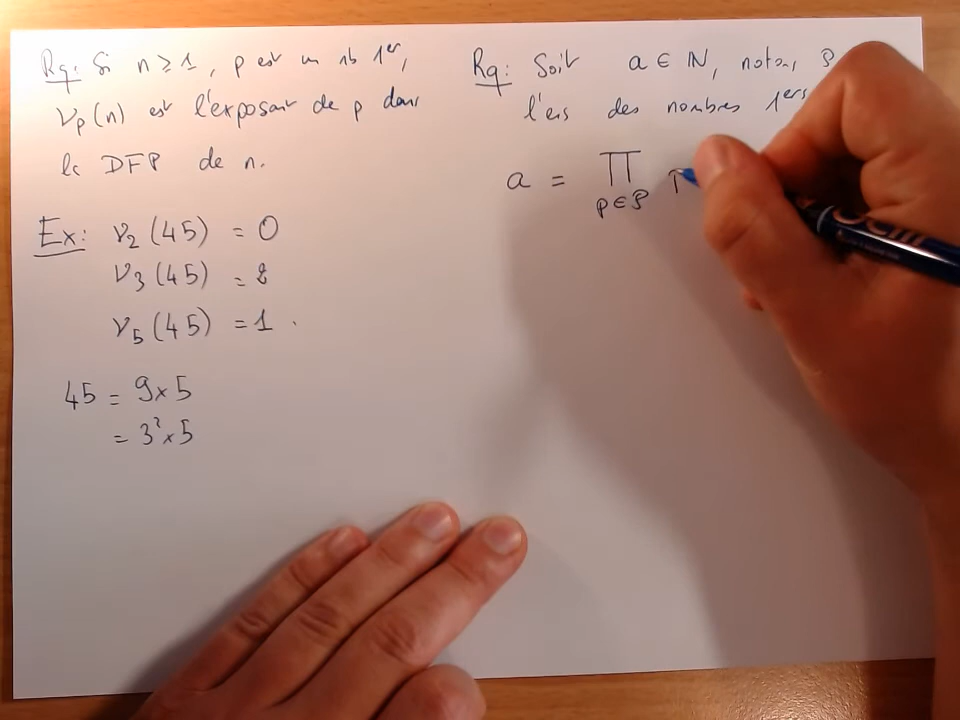 Rq: Si n ≥ 1, p est un nb 1er,
νp(n) est l'exposant de p dans
la DFP de n.
Ex: ν2(45) = 0
ν3(45) = 2
ν5(45) = 1.
45 = 9 x 5
= 3² x 5
Rq: Soit a ∈ ℕ, notons P
l'ens des nombres 1ers
a = ∏ p∈P